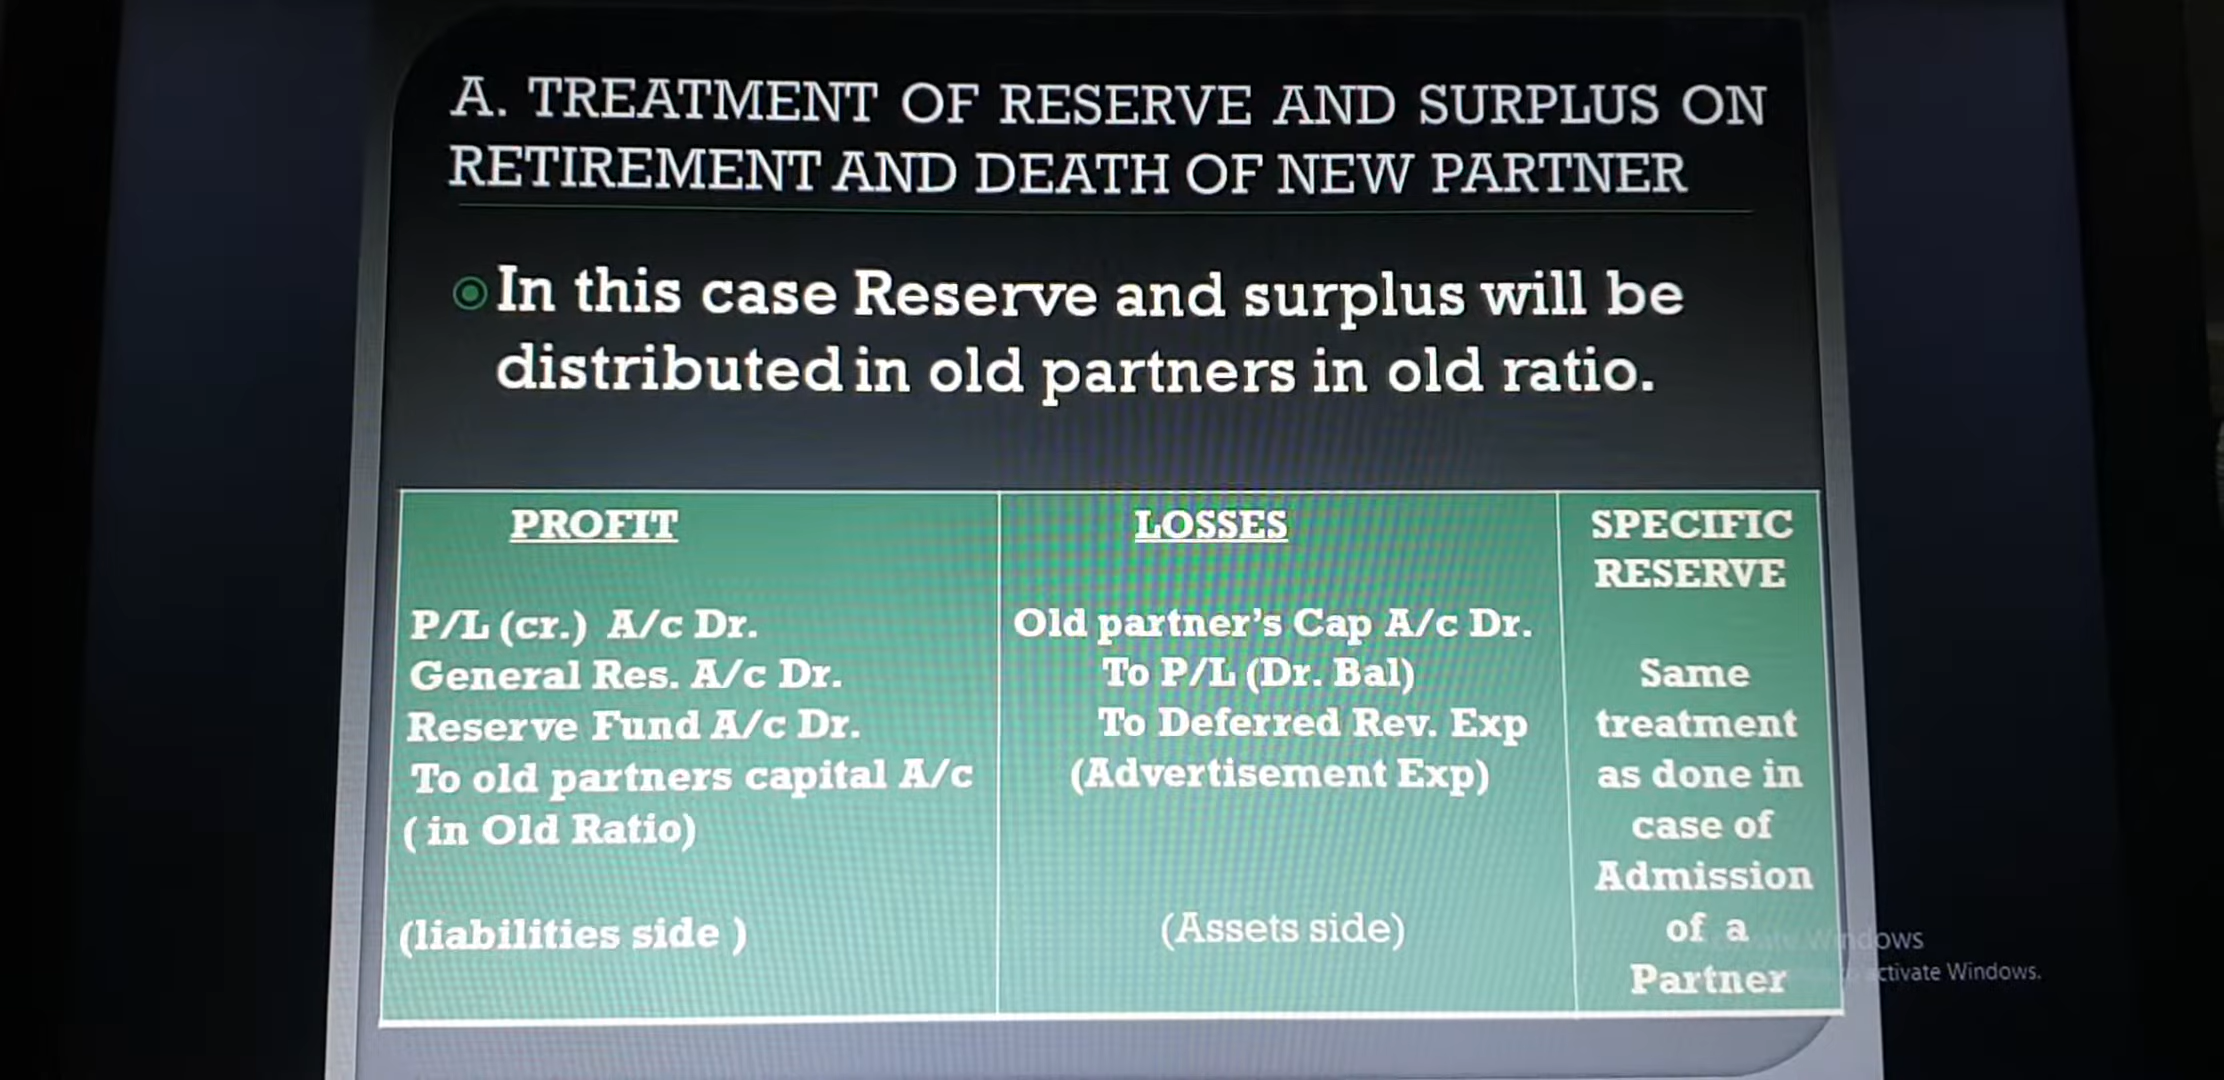 A. TREATMENT OF RESERVE AND SURPLUS ON
RETIREMENT AND DEATH OF NEW PARTNER
In this case Reserve and surplus will be
distributed in old partners in old ratio.
PROFIT
P/L (cr.) A/c Dr.
General Res. A/c Dr.
Reserve Fund A/c Dr.
To old partners capital A/c
( in Old Ratio)
(liabilities side )
LOSSES
Old partner's Cap A/c Dr.
To P/L (Dr. Bal)
To Deferred Rev. Exp
(Advertisement Exp)
(Assets side)
SPECIFIC
RESERVE
Same
treatment
as done in
case of
Admission
of a
Partner
Windows
activate Windows.